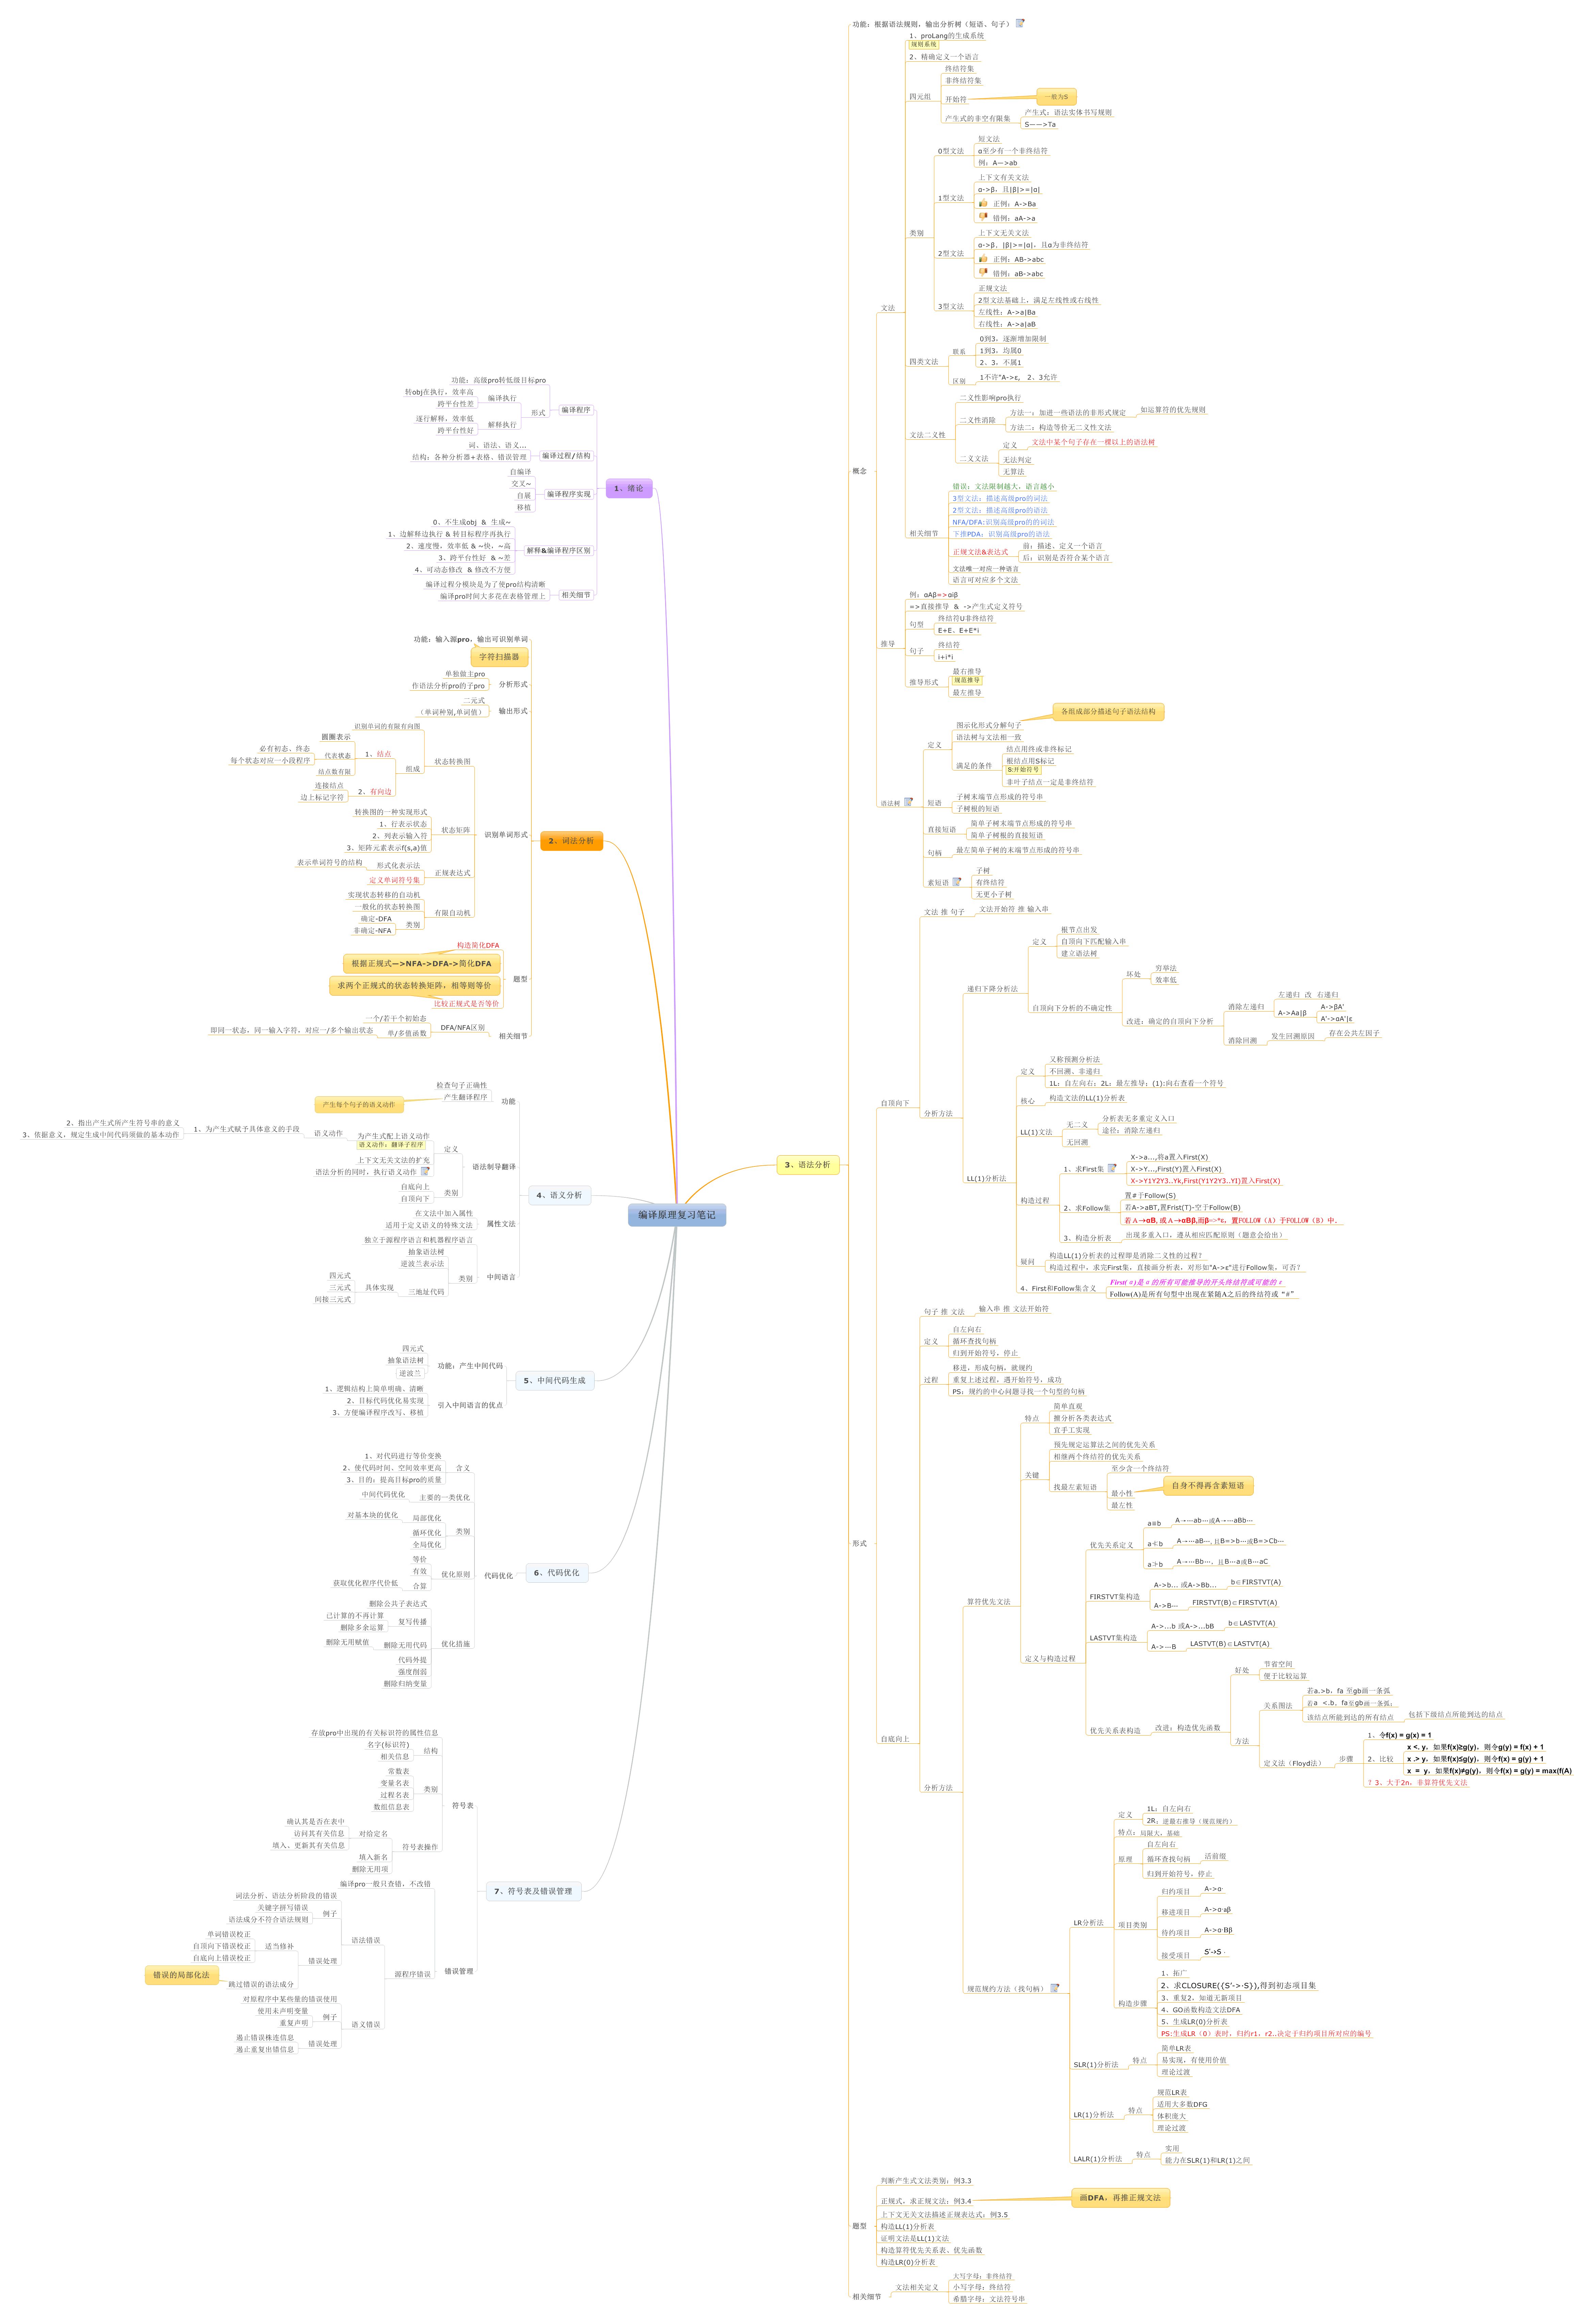 编译原理复习笔记
1、绪论
编译程序
功能：高级pro转低级目标pro
形式
编译执行
转obj在执行，效率高
跨平台性差
解释执行
逐行解释，效率低
跨平台性好
编译过程/结构
词、语法、语义...
结构：各种分析器+表格、错误管理
编译程序实现
自编译
交叉~
自展
移植
解释&编译程序区别
0、不生成obj & 生成~
1、边解释边执行 & 转目标程序再执行
2、速度慢，效率低 & ~快，~高
3、跨平台性好 & ~差
4、可动态修改 & 修改不方便
相关细节
编译过程分模块是为了使pro结构清晰
编译pro时间大多花在表格管理上
2、词法分析
功能：输入源pro，输出可识别单词
字符扫描器
分析形式
单独做主pro
作语法分析pro的子pro
输出形式
二元式
（单词种别,单词值）
识别单词形式
状态转换图
识别单词的有限有向图
组成
1、结点
圆圈表示
代表状态
必有初态、终态
每个状态对应一小段程序
结点数有限
2、有向边
连接结点
边上标记字符
状态矩阵
转换图的一种实现形式
1、行表示状态
2、列表示输入符
3、矩阵元素表示f(s,a)值
正规表达式
形式化表示法
表示单词符号的结构
定义单词符号集
有限自动机
实现状态转移的自动机
一般化的状态转换图
类别
确定-DFA
非确定-NFA
题型
构造简化DFA
根据正规式—>NFA->DFA->简化DFA
求两个正规式的状态转换矩阵，相等则等价
比较正规式是否等价
相关细节
DFA/NFA区别
一个/若干个初始态
单/多值函数
即同一状态，同一输入字符，对应一/多个输出状态
3、语法分析
功能：根据语法规则，输出分析树（短语、句子）
概念
文法
1、proLang的生成系统
规则系统
2、精确定义一个语言
四元组
终结符集
非终结符集
开始符
一般为S
产生式的非空有限集
产生式：语法实体书写规则
S——>Ta
类别
0型文法
短文法
α至少有一个非终结符
例：A—>ab
1型文法
上下文有关文法
α->β，且|β|>=|α|
正例：A->Ba
错例：aA->a
2型文法
上下文无关文法
α->β，|β|>=|α|，且α为非终结符
正例：AB->abc
错例：aB->abc
3型文法
正规文法
2型文法基础上，满足左线性或右线性
左线性：A->a|Ba
右线性：A->a|aB
四类文法
联系
0到3，逐渐增加限制
1到3，均属0
2、3，不属1
区别
1不许"A->ε， 2、3允许
文法二义性
二义性影响pro执行
二义性消除
方法一：加进一些语法的非形式规定
如运算符的优先规则
方法二：构造等价无二义性文法
二义文法
定义
文法中某个句子存在一棵以上的语法树
无法判定
无算法
相关细节
错误：文法限制越大，语言越小
3型文法：描述高级pro的词法
2型文法：描述高级pro的语法
NFA/DFA:识别高级pro的的词法
下推PDA：识别高级pro的语法
正规文法&表达式
前：描述、定义一个语言
后：识别是否符合某个语言
文法唯一对应一种语言
语言可对应多个文法
推导
例：αAβ=>αiβ
=>直接推导 & ->产生式定义符号
句型
终结符U非终结符
E+E、E+E*i
句子
终结符
i+i*i
推导形式
最右推导
规范推导
最左推导
语法树
定义
图示化形式分解句子
各组成部分描述句子语法结构
语法树与文法相一致
满足的条件
结点用终或非终标记
根结点用S标记
S:开始符号
非叶子结点一定是非终结符
短语
子树末端节点形成的符号串
子树根的短语
直接短语
简单子树末端节点形成的符号串
简单子树根的直接短语
句柄
最左简单子树的末端节点形成的符号串
素短语
子树
有终结符
无更小子树
形式
自顶向下
文法 推 句子
文法开始符 推 输入串
分析方法
递归下降分析法
定义
根节点出发
自顶向下匹配输入串
建立语法树
自顶向下分析的不确定性
坏处
穷举法
效率低
改进：确定的自顶向下分析
消除左递归
左递归 改 右递归
A->Aa|β
A->βA'
A'->αA'|ε
消除回溯
发生回溯原因
存在公共左因子
LL(1)分析法
定义
又称预测分析法
不回溯、非递归
1L：自左向右；2L：最左推导；(1):向右查看一个符号
核心
构造文法的LL(1)分析表
LL(1)文法
无二义
分析表无多重定义入口
途径：消除左递归
无回溯
构造过程
1、求First集
X->a...,将a置入First(X)
X->Y...,First(Y)置入First(X)
X->Y1Y2Y3..Yk,First(Y1Y2Y3..YI)置入First(X)
2、求Follow集
置#于Follow(S)
若A->aBT,置Frist(T)-空于Follow(B)
若 A→αB, 或 A→αBβ,而β=>*ε，置FOLLOW（A）于FOLLOW（B）中.
3、构造分析表
出现多重入口，遵从相应匹配原则（题意会给出）
疑问
构造LL(1)分析表的过程即是消除二义性的过程？
构造过程中，求完First集，直接画分析表，对形如"A->ε"进行Follow集，可否？
4、First和Follow集含义
First(α)是α的所有可能推导的开头终结符或可能的ε
Follow(A)是所有句型中出现在紧随A之后的终结符或“#”
自底向上
句子 推 文法
输入串 推 文法开始符
定义
自左向右
循环查找句柄
归到开始符号，停止
过程
移进，形成句柄，就规约
重复上述过程，遇开始符号，成功
PS：规约的中心问题寻找一个句型的句柄
分析方法
算符优先文法
特点
简单直观
擅分析各类表达式
宜手工实现
关键
预先规定运算法之间的优先关系
相继两个终结符的优先关系
找最左素短语
至少含一个终结符
最小性
自身不得再含素短语
最左性
定义与构造过程
优先关系定义
a≡b
A→…ab…或A→…aBb…
a⋖b
A→…aB…, 且B=>b…或B=>Cb…
a⋗b
A→…Bb…，且B…a或B…aC
FIRSTVT集构造
A->b... 或A->Bb...
b∈FIRSTVT(A)
A->B…
FIRSTVT(B)⊂FIRSTVT(A)
LASTVT集构造
A->...b 或A->...bB
b∈LASTVT(A)
A->…B
LASTVT(B)⊂LASTVT(A)
优先关系表构造
改进：构造优先函数
好处
节省空间
便于比较运算
方法
关系图法
若a.>b，fa 至gb画一条弧
若a <.b，fa至gb画一条弧;
该结点所能到达的所有结点
包括下级结点所能到达的结点
定义法（Floyd法）
步骤
1、令f(x) = g(x) = 1
2、比较
x <. y，如果f(x)≥g(y)，则令g(y) = f(x) + 1
x .> y，如果f(x)≤g(y)，则令f(x) = g(y) + 1
x = y，如果f(x)≠g(y)，则令f(x) = g(y) = max(f(A)
？3、大于2n，非算符优先文法
规范规约方法（找句柄）
LR分析法
定义
1L：自左向右
2R：逆最右推导（规范规约）
特点：局限大，基础
原理
自左向右
循环查找句柄
活前缀
归到开始符号，停止
项目类别
归约项目
A->α·
移进项目
A->α·aβ
待约项目
A->α·Bβ
接受项目
S'->S ·
构造步骤
1、拓广
2、求CLOSURE({S’->·S}),得到初态项目集
3、重复2，知道无新项目
4、GO函数构造文法DFA
5、生成LR(0)分析表
PS:生成LR（0）表时，归约r1，r2..决定于归约项目所对应的编号
SLR(1)分析法
特点
简单LR表
易实现，有使用价值
理论过渡
LR(1)分析法
特点
规范LR表
适用大多数DFG
体积庞大
理论过渡
LALR(1)分析法
特点
实用
能力在SLR(1)和LR(1)之间
题型
判断产生式文法类别：例3.3
正规式，求正规文法：例3.4
画DFA，再推正规文法
上下文无关文法描述正规表达式：例3.5
构造LL(1)分析表
证明文法是LL(1)文法
构造算符优先关系表、优先函数
构造LR(0)分析表
相关细节
文法相关定义
大写字母：非终结符
小写字母：终结符
希腊字母：文法符号串
4、语义分析
功能
检查句子正确性
产生翻译程序
产生每个句子的语义动作
语法制导翻译
定义
为产生式配上语义动作
语义动作：翻译子程序
语义动作
1、为产生式赋予具体意义的手段
2、指出产生式所产生符号串的意义
3、依据意义，规定生成中间代码须做的基本动作
上下文无关文法的扩充
语法分析的同时，执行语义动作
类别
自底向上
自顶向下
属性文法
在文法中加入属性
适用于定义语义的特殊文法
中间语言
独立于源程序语言和机器程序语言
类别
抽象语法树
逆波兰表示法
三地址代码
具体实现
四元式
三元式
间接三元式
5、中间代码生成
功能：产生中间代码
四元式
抽象语法树
逆波兰
引入中间语言的优点
1、逻辑结构上简单明确、清晰
2、目标代码优化易实现
3、方便编译程序改写、移植
6、代码优化
代码优化
含义
1、对代码进行等价变换
2、使代码时间、空间效率更高
3、目的：提高目标pro的质量
主要的一类优化
中间代码优化
类别
局部优化
对基本块的优化
循环优化
全局优化
优化原则
等价
有效
合算
获取优化程序代价低
优化措施
删除公共子表达式
复写传播
已计算的不再计算
删除多余运算
删除无用代码
删除无用赋值
代码外提
强度削弱
删除归纳变量
7、符号表及错误管理
符号表
存放pro中出现的有关标识符的属性信息
结构
名字(标识符)
相关信息
类别
常数表
变量名表
过程名表
数组信息表
符号表操作
对给定名
确认其是否在表中
访问其有关信息
填入、更新其有关信息
填入新名
删除无用项
错误管理
编译pro一般只查错，不改错
源程序错误
语法错误
词法分析、语法分析阶段的错误
例子
关键字拼写错误
语法成分不符合语法规则
错误处理
适当修补
单词错误校正
自顶向下错误校正
自底向上错误校正
跳过错误的语法成分
错误的局部化法
语义错误
对原程序中某些量的错误使用
例子
使用未声明变量
重复声明
错误处理
遏止错误株连信息
遏止重复出错信息